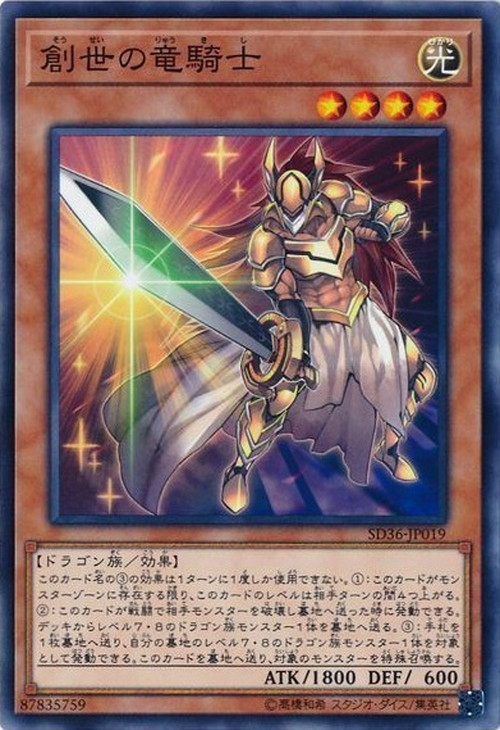 創世の竜騎士
光
SD36-JP019
【ドラゴン族／効果】
このカード名の③の効果は1ターンに1度しか使用できない。①:このカードがモン
スターゾーンに存在する限り、このカードのレベルは相手ターンの間4つ上がる。
②:このカードが戦闘で相手モンスターを破壊し墓地へ送った時に発動できる。
デッキからレベル7・8のドラゴン族モンスター1体を墓地へ送る。③:手札を
1枚墓地へ送り、自分の墓地のレベル7・8のドラゴン族モンスター1体を対象
として発動できる。このカードを墓地へ送り、対象のモンスターを特殊召喚する。
ATK/1800 DEF/ 600
87835759
©高橋和希 スタジオ・ダイス/集英社